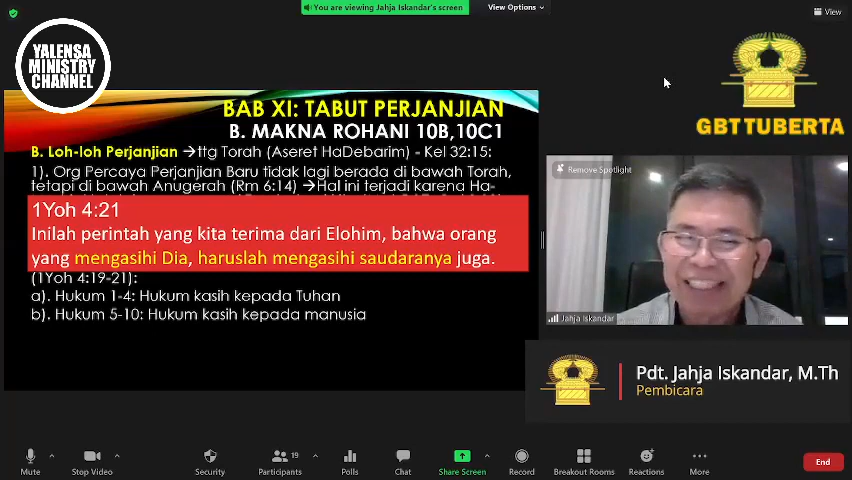 You are viewing Jahja Iskandar's screen
View Options
View
YALENSA
MINISTRY
CHANNEL
GBT TUBERTA
BAB XI: TABUT PERJANJIAN
B. MAKNA ROHANI 10B,10C1
B. Loh-loh Perjanjian →ttg Torah (Aseret HaDebarim) - Kel 32:15:
1). Org Percaya Perjanjian Baru tidak lagi berada di bawah Torah,
tetapi di bawah Anugerah (Rm 6:14) →Hal ini terjadi karena Ha-
1Yoh 4:21
Inilah perintah yang kita terima dari Elohim, bahwa orang
yang mengasihi Dia, haruslah mengasihi saudaranya juga.
(1Yoh 4:19-21):
a). Hukum 1-4: Hukum kasih kepada Tuhan
b). Hukum 5-10: Hukum kasih kepada manusia
Remove Spotlight
Jahja Iskandar
Pdt. Jahja Iskandar, M.Th
Pembicara
Mute
Stop Video
Security
Participants
19
Polls
Chat
Share Screen
Record
Breakout Rooms
Reactions
More
End